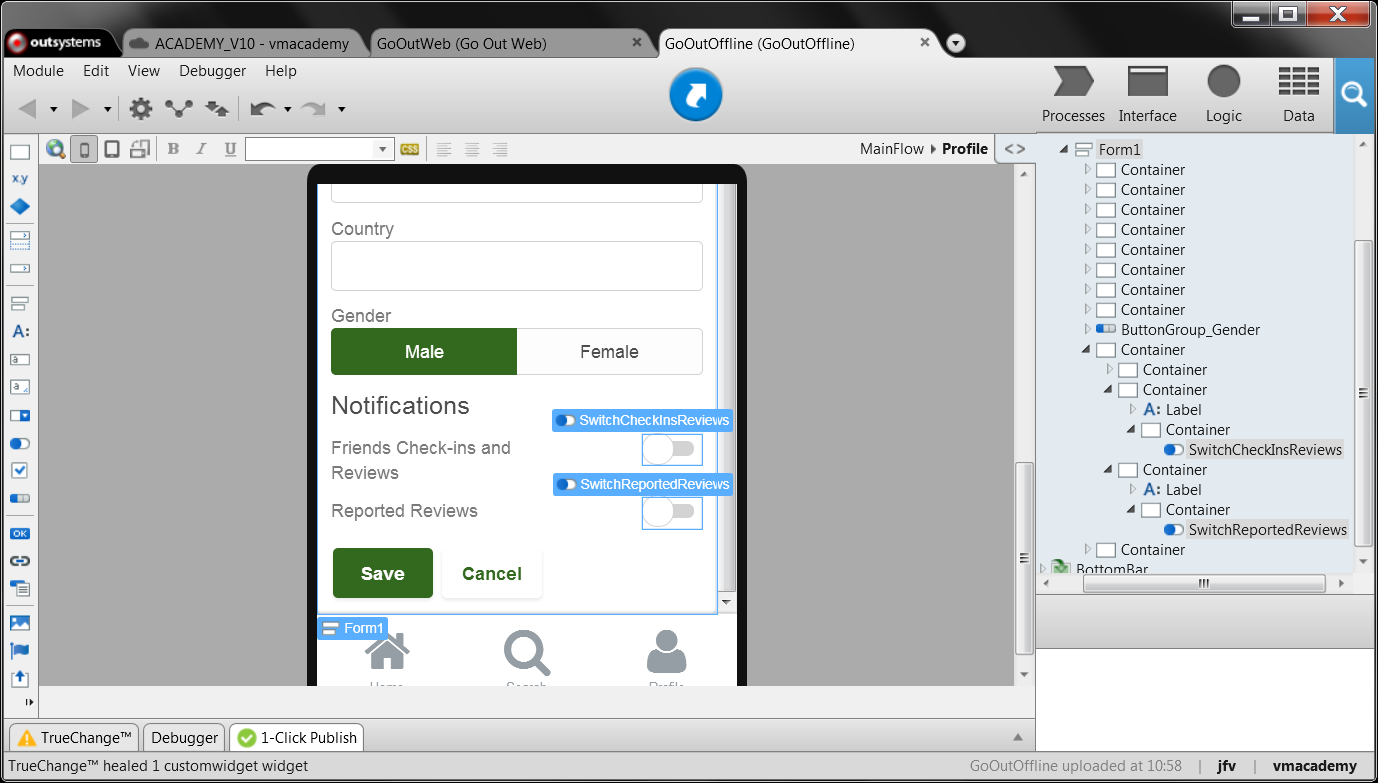 outsystems
ACADEMY_V10 - vmacademy
GoOutWeb (Go Out Web)
GoOutOffline (GoOutOffline)
Module Edit View Debugger Help
Processes Interface Logic Data
B I U
CSS
MainFlow Profile
<>
x.y
A:
OK
Country
Gender
Male Female
Notifications
SwitchCheckInsReviews
Friends Check-ins and
Reviews
SwitchReportedReviews
Reported Reviews
Save Cancel
Form1
Home Search Profile
Form1
Container
Container
Container
Container
Container
Container
Container
Container
ButtonGroup_Gender
Container
Container
Container
A: Label
Container
SwitchCheckInsReviews
Container
A: Label
Container
SwitchReportedReviews
Container
BottomBar
TrueChange™ Debugger 1-Click Publish
TrueChange™ healed 1 customwidget widget
GoOutOffline uploaded at 10:58 | jfv | vmacademy